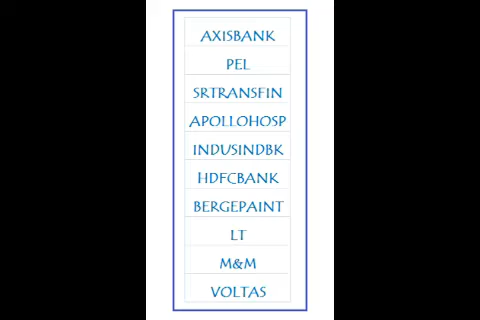 AXISBANK
PEL
SRTRANSFIN
APOLLOHOSP
INDUSINDBK
HDFCBANK
BERGEPAINT
LT
M&M
VOLTAS